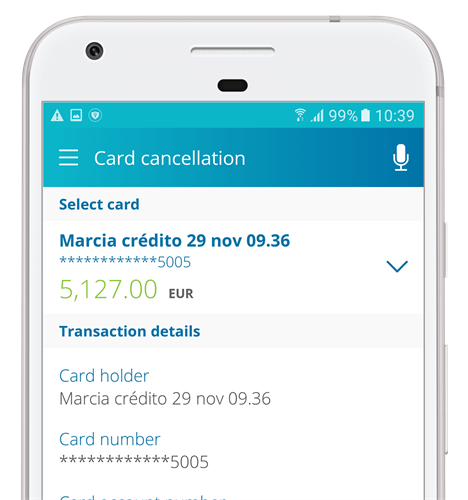 99% 10:39
Card cancellation
Select card
Marcia crédito 29 nov 09.36
************5005
5,127.00 EUR
Transaction details
Card holder
Marcia crédito 29 nov 09.36
Card number
************5005